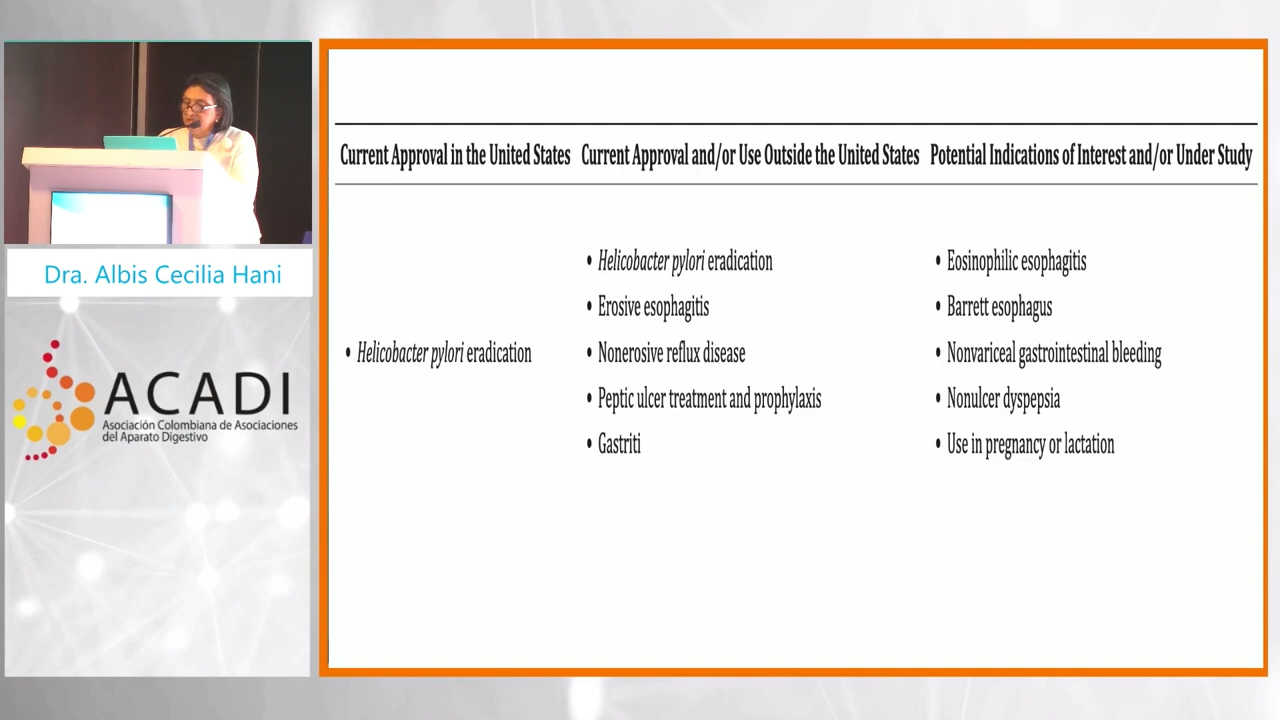 Dra. Albis Cecilia Hani
ACADI
Asociación Colombiana de Asociaciones
del Aparato Digestivo
Current Approval in the United States
Current Approval and/or Use Outside the United States
Potential Indications of Interest and/or Under Study
• Helicobacter pylori eradication
• Helicobacter pylori eradication
• Erosive esophagitis
• Nonerosive reflux disease
• Peptic ulcer treatment and prophylaxis
• Gastriti
• Eosinophilic esophagitis
• Barrett esophagus
• Nonvariceal gastrointestinal bleeding
• Nonulcer dyspepsia
• Use in pregnancy or lactation